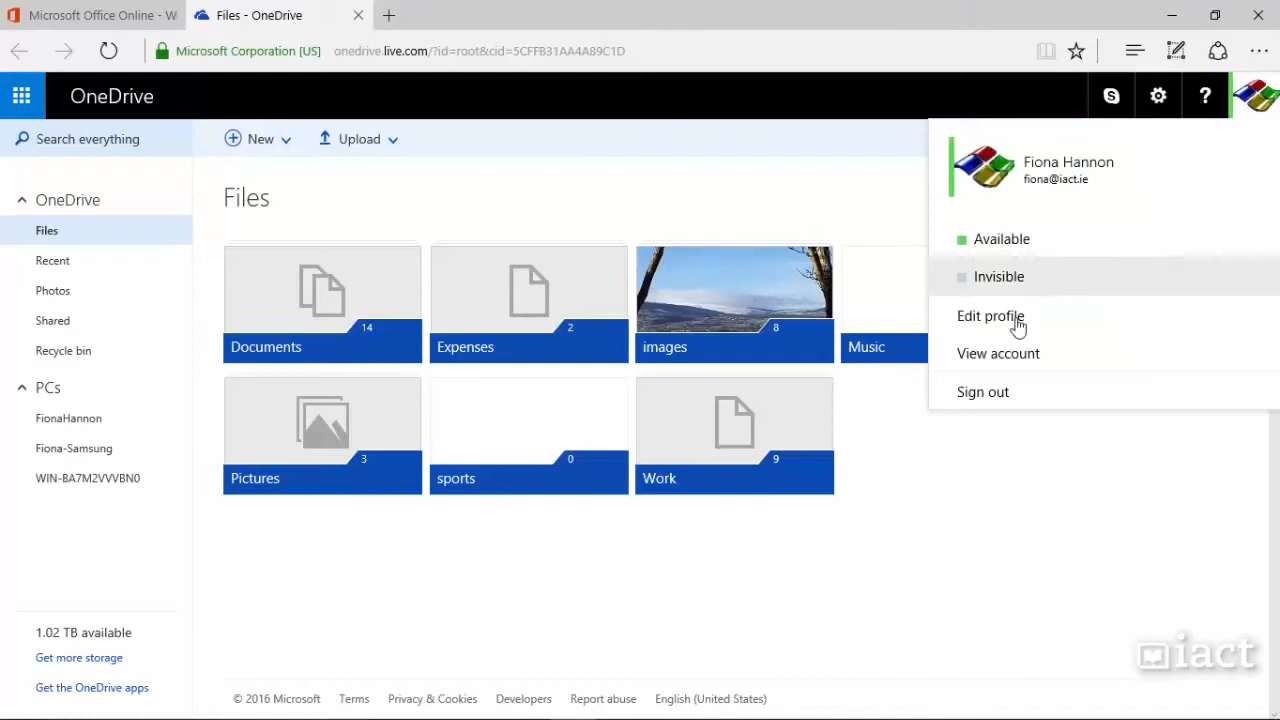 Microsoft Office Online - W
Files - OneDrive
Microsoft Corporation [US]
onedrive.live.com/?id=root&cid=5CFFB31AA4A89C1D
OneDrive
Search everything
New
Upload
Fiona Hannon
fiona@iact.ie
Available
Invisible
Edit profile
View account
Sign out
OneDrive
Files
Recent
Photos
Shared
Recycle bin
PCs
FionaHannon
Fiona-Samsung
WIN-BA7M2VVVBN0
1.02 TB available
Get more storage
Get the OneDrive apps
Files
14
Documents
2
Expenses
8
images
Music
3
Pictures
0
sports
9
Work
iact
© 2016 Microsoft
Terms
Privacy & Cookies
Developers
Report abuse
English (United States)